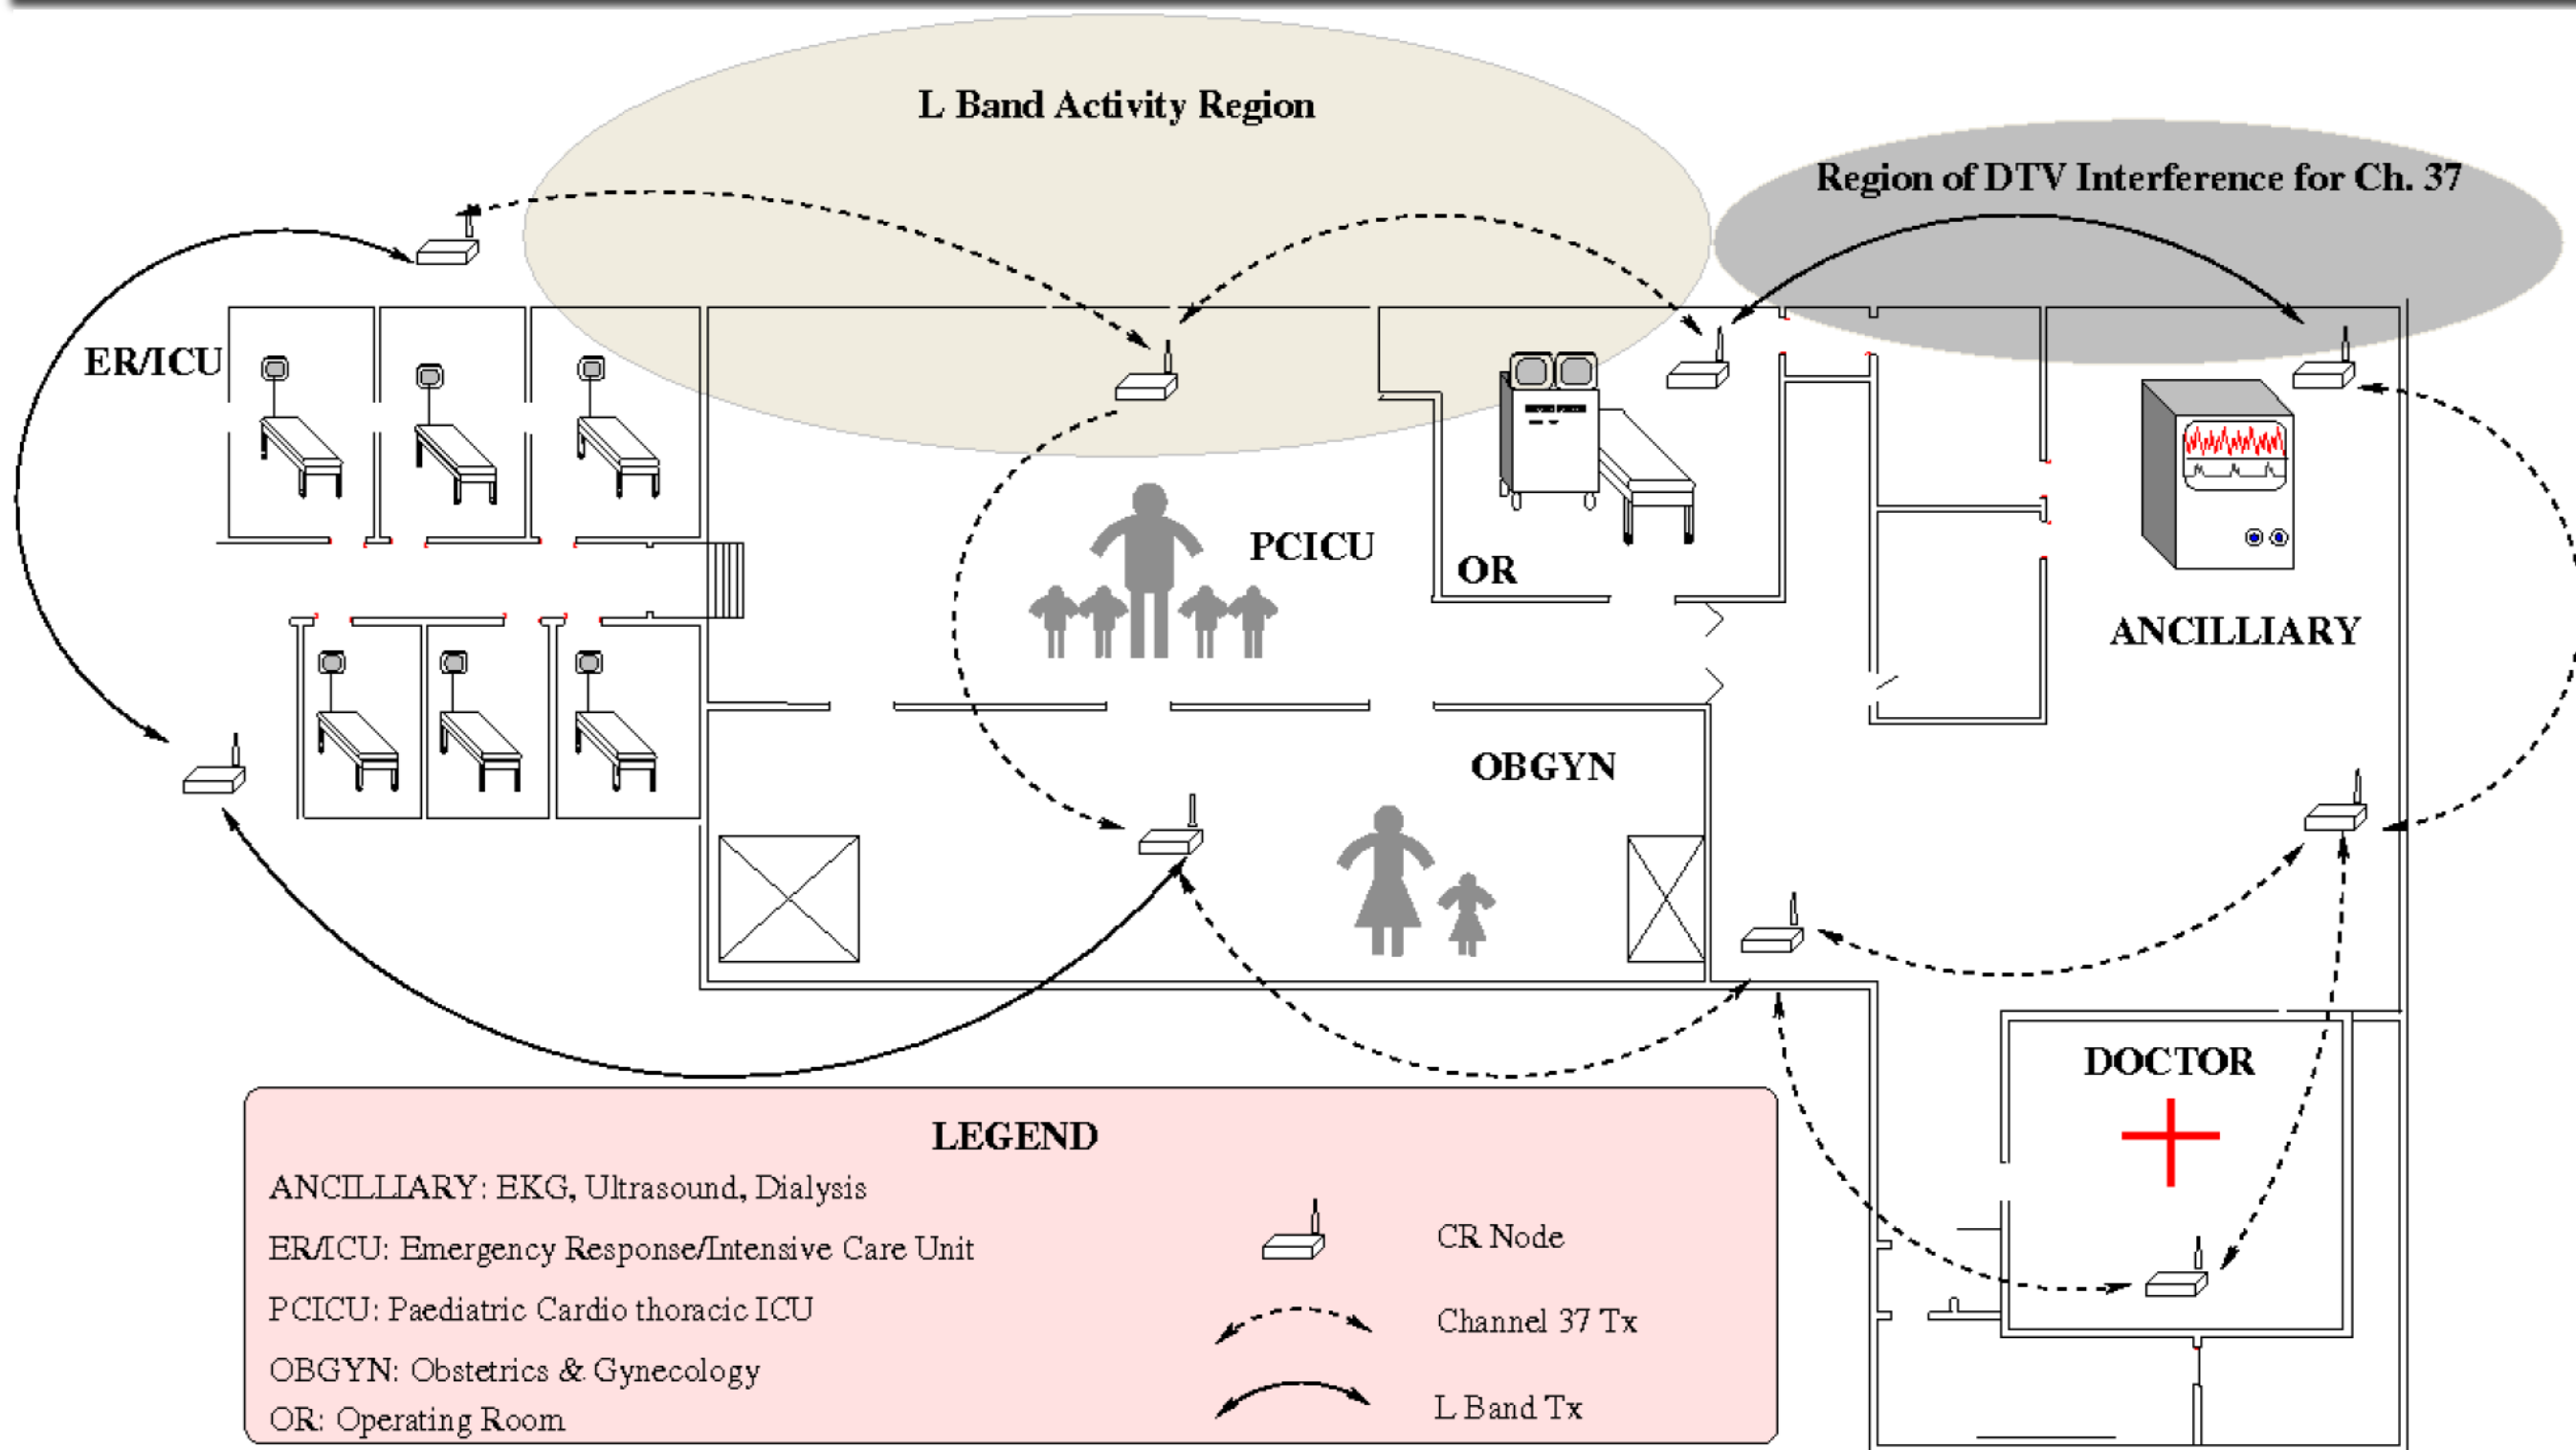 L Band Activity Region
Region of DTV Interference for Ch. 37
ER/ICU
PCICU
OR
ANCILLIARY
OBGYN
DOCTOR
LEGEND
ANCILLIARY: EKG, Ultrasound, Dialysis
ER/ICU: Emergency Response/Intensive Care Unit
PCICU: Paediatric Cardio thoracic ICU
OBGYN: Obstetrics & Gynecology
OR: Operating Room
CR Node
Channel 37 Tx
L Band Tx